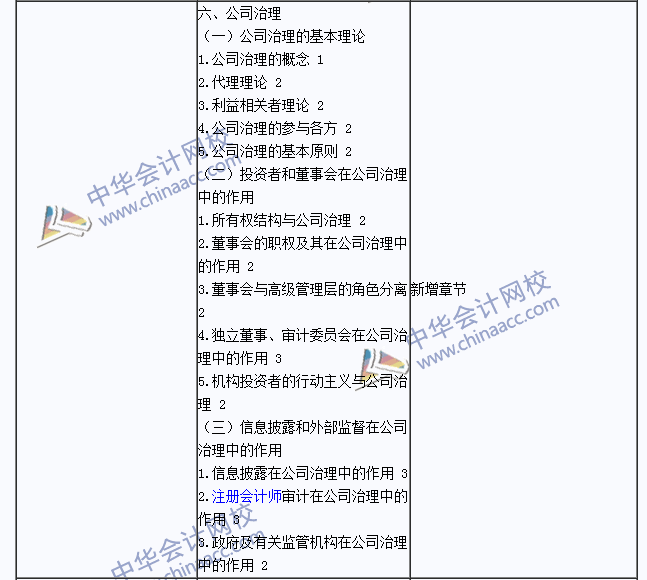 六、公司治理
（一）公司治理的基本理论
1.公司治理的概念 1
2.代理理论 2
3.利益相关者理论 2
4.公司治理的参与各方 2
5.公司治理的基本原则 2
（二）投资者和董事会在公司治理
中的作用
1.所有权结构与公司治理 2
2.董事会的职权及其在公司治理中
的作用 2
3.董事会与高级管理层的角色分离
2
4.独立董事、审计委员会在公司治
理中的作用 3
5.机构投资者的行动主义与公司治
理 2
（三）信息披露和外部监督在公司
治理中的作用
1.信息披露在公司治理中的作用 3
2.注册会计师审计在公司治理中的
作用 3
3.政府及有关监管机构在公司治理
中的作用 2
新增章节
中华会计网校
www.chinaacc.com
中华会计网校
www.chinaacc.com
中华会计网校
www.chinaacc.com